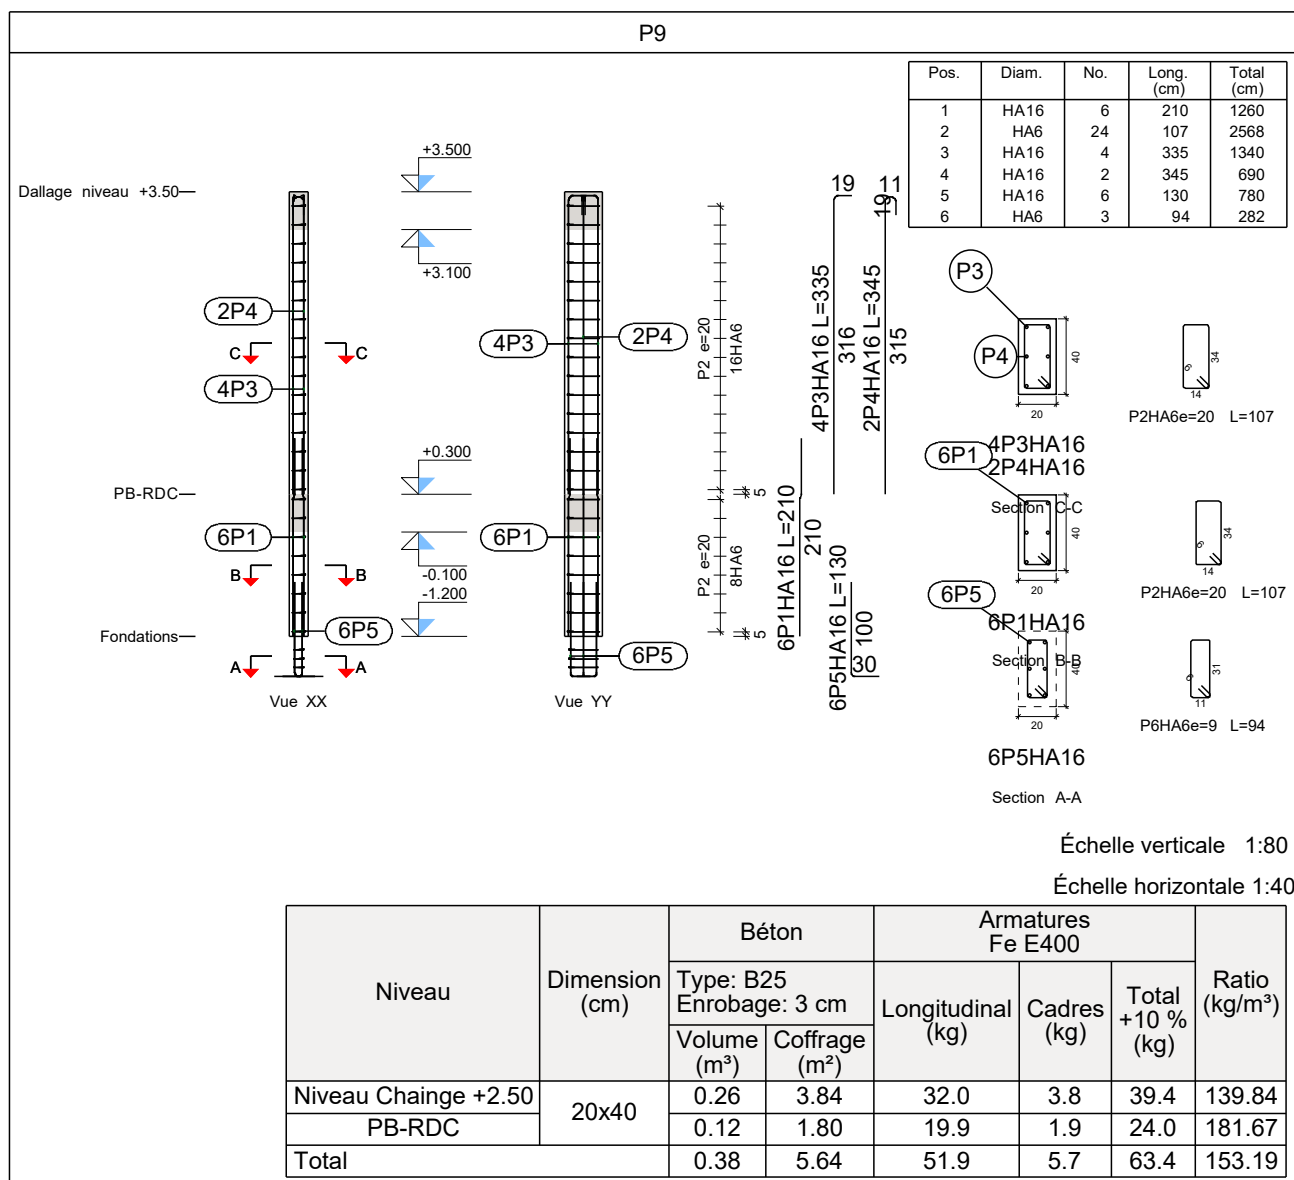 P9
Pos. Diam. No. Long. (cm) Total (cm)
1 HA16 6 210 1260
2 HA6 24 107 2568
3 HA16 4 335 1340
4 HA16 2 345 690
5 HA16 6 130 780
6 HA6 3 94 282
Dallage niveau +3.50
PB-RDC
Fondations
2P4
C C
4P3
6P1
B B
6P5
A A
Vue XX
+3.500
+3.100
+0.300
-0.100
-1.200
4P3
2P4
6P1
6P5
Vue YY
P2 e=20
16HA6
5
P2 e=20
8HA6
5
19
4P3HA16 L=335
316
11
19
2P4HA16 L=345
315
6P1HA16 L=210
210
6P5HA16 L=130
100
30
P3
P4
40
20
4P3HA16
2P4HA16
Section C-C
6
34
14
P2HA6e=20 L=107
6P1
40
20
6P1HA16
Section B-B
6
34
14
P2HA6e=20 L=107
6P5
40
20
6P5HA16
Section A-A
6
31
11
P6HA6e=9 L=94
Échelle verticale 1:80
Échelle horizontale 1:40
Niveau
Dimension
(cm)
Béton
Type: B25
Enrobage: 3 cm
Volume
(m³)
Coffrage
(m²)
Armatures
Fe E400
Longitudinal
(kg)
Cadres
(kg)
Total
+10 %
(kg)
Ratio
(kg/m³)
Niveau Chainge +2.50 20x40 0.26 3.84 32.0 3.8 39.4 139.84
PB-RDC 0.12 1.80 19.9 1.9 24.0 181.67
Total 0.38 5.64 51.9 5.7 63.4 153.19